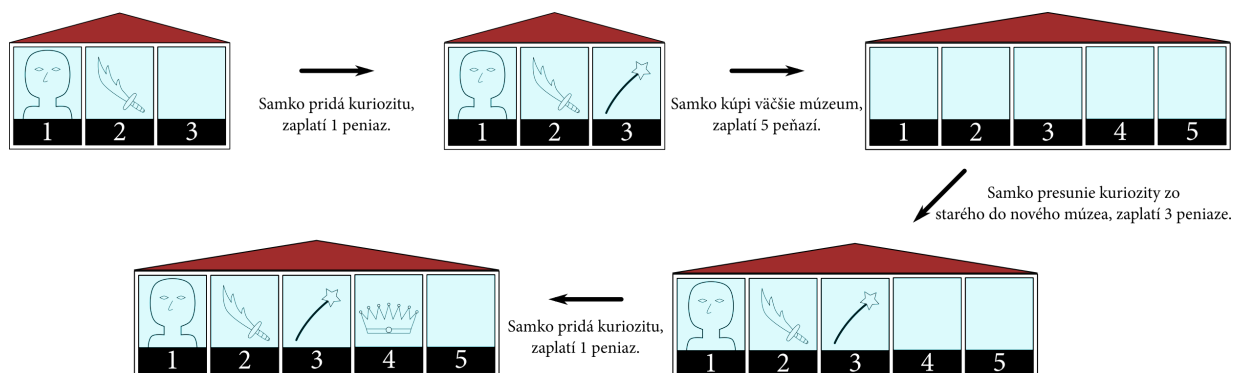 1 2 3
Samko pridá kuriozitu,
zaplatí 1 peniaz.
1 2 3
Samko kúpi väčšie múzeum,
zaplatí 5 peňazí.
1 2 3 4 5
Samko presunie kuriozity zo
starého do nového múzea, zaplatí 3 peniaze.
1 2 3 4 5
Samko pridá kuriozitu,
zaplatí 1 peniaz.
1 2 3 4 5